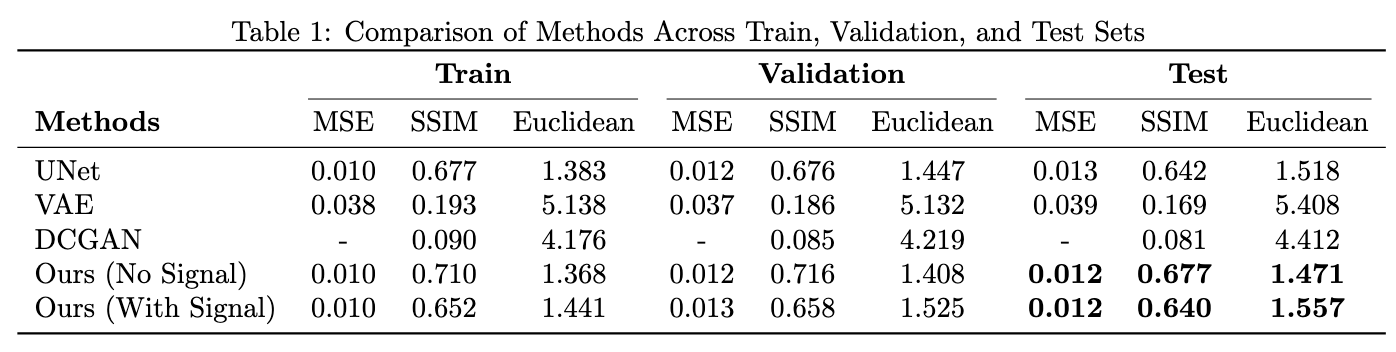 Table 1: Comparison of Methods Across Train, Validation, and Test Sets
Train Validation Test
Methods MSE SSIM Euclidean MSE SSIM Euclidean MSE SSIM Euclidean
UNet 0.010 0.677 1.383 0.012 0.676 1.447 0.013 0.642 1.518
VAE 0.038 0.193 5.138 0.037 0.186 5.132 0.039 0.169 5.408
DCGAN - 0.090 4.176 - 0.085 4.219 - 0.081 4.412
Ours (No Signal) 0.010 0.710 1.368 0.012 0.716 1.408 0.012 0.677 1.471
Ours (With Signal) 0.010 0.652 1.441 0.013 0.658 1.525 0.012 0.640 1.557